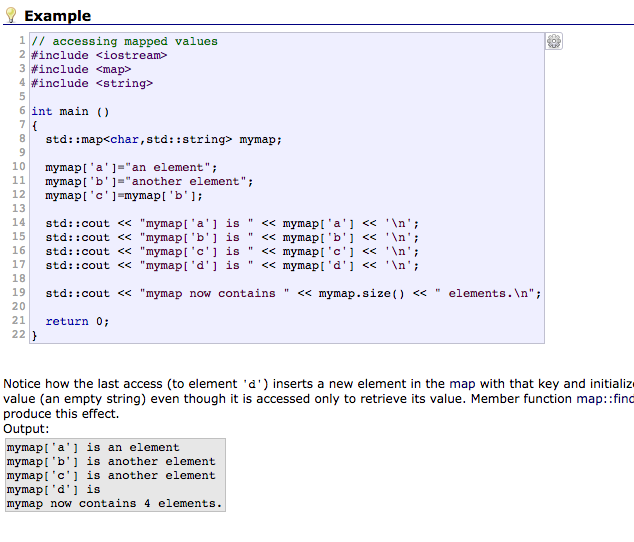 Example
1 // accessing mapped values
2 #include <iostream>
3 #include <map>
4 #include <string>
5
6 int main ()
7 {
8   std::map<char,std::string> mymap;
9
10   mymap['a']="an element";
11   mymap['b']="another element";
12   mymap['c']=mymap['b'];
13
14   std::cout << "mymap['a'] is " << mymap['a'] << '\n';
15   std::cout << "mymap['b'] is " << mymap['b'] << '\n';
16   std::cout << "mymap['c'] is " << mymap['c'] << '\n';
17   std::cout << "mymap['d'] is " << mymap['d'] << '\n';
18
19   std::cout << "mymap now contains " << mymap.size() << " elements.\n";
20
21   return 0;
22 }
Notice how the last access (to element 'd') inserts a new element in the map with that key and initialize
value (an empty string) even though it is accessed only to retrieve its value. Member function map::find
produce this effect.
Output:
mymap['a'] is an element
mymap['b'] is another element
mymap['c'] is another element
mymap['d'] is
mymap now contains 4 elements.